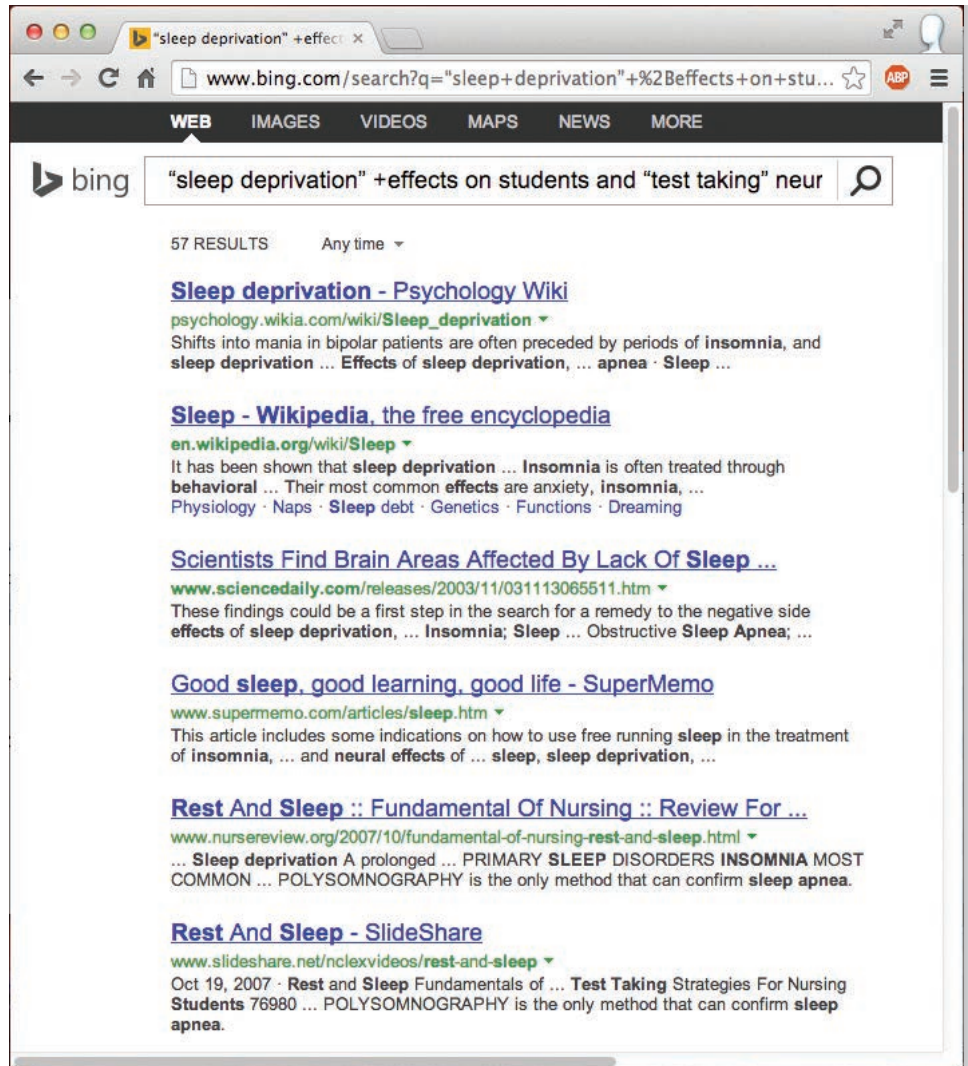 "sleep deprivation" +effect
www.bing.com/search?q="sleep+deprivation"+%2Beffects+on+stu...
ABP
WEB IMAGES VIDEOS MAPS NEWS MORE
bing
“sleep deprivation” +effects on students and “test taking” neur
57 RESULTS Any time
Sleep deprivation - Psychology Wiki
psychology.wikia.com/wiki/Sleep_deprivation
Shifts into mania in bipolar patients are often preceded by periods of insomnia, and
sleep deprivation ... Effects of sleep deprivation, ... apnea · Sleep ...
Sleep - Wikipedia, the free encyclopedia
en.wikipedia.org/wiki/Sleep
It has been shown that sleep deprivation ... Insomnia is often treated through
behavioral ... Their most common effects are anxiety, insomnia, ...
Physiology · Naps · Sleep debt · Genetics · Functions · Dreaming
Scientists Find Brain Areas Affected By Lack Of Sleep ...
www.sciencedaily.com/releases/2003/11/031113065511.htm
These findings could be a first step in the search for a remedy to the negative side
effects of sleep deprivation, ... Insomnia; Sleep ... Obstructive Sleep Apnea; ...
Good sleep, good learning, good life - SuperMemo
www.supermemo.com/articles/sleep.htm
This article includes some indications on how to use free running sleep in the treatment
of insomnia, ... and neural effects of ... sleep, sleep deprivation, ...
Rest And Sleep :: Fundamental Of Nursing :: Review For ...
www.nursereview.org/2007/10/fundamental-of-nursing-rest-and-sleep.html
... Sleep deprivation A prolonged ... PRIMARY SLEEP DISORDERS INSOMNIA MOST
COMMON ... POLYSOMNOGRAPHY is the only method that can confirm sleep apnea.
Rest And Sleep - SlideShare
www.slideshare.net/nclexvideos/rest-and-sleep
Oct 19, 2007 · Rest and Sleep Fundamentals of ... Test Taking Strategies For Nursing
Students 76980 ... POLYSOMNOGRAPHY is the only method that can confirm sleep
apnea.